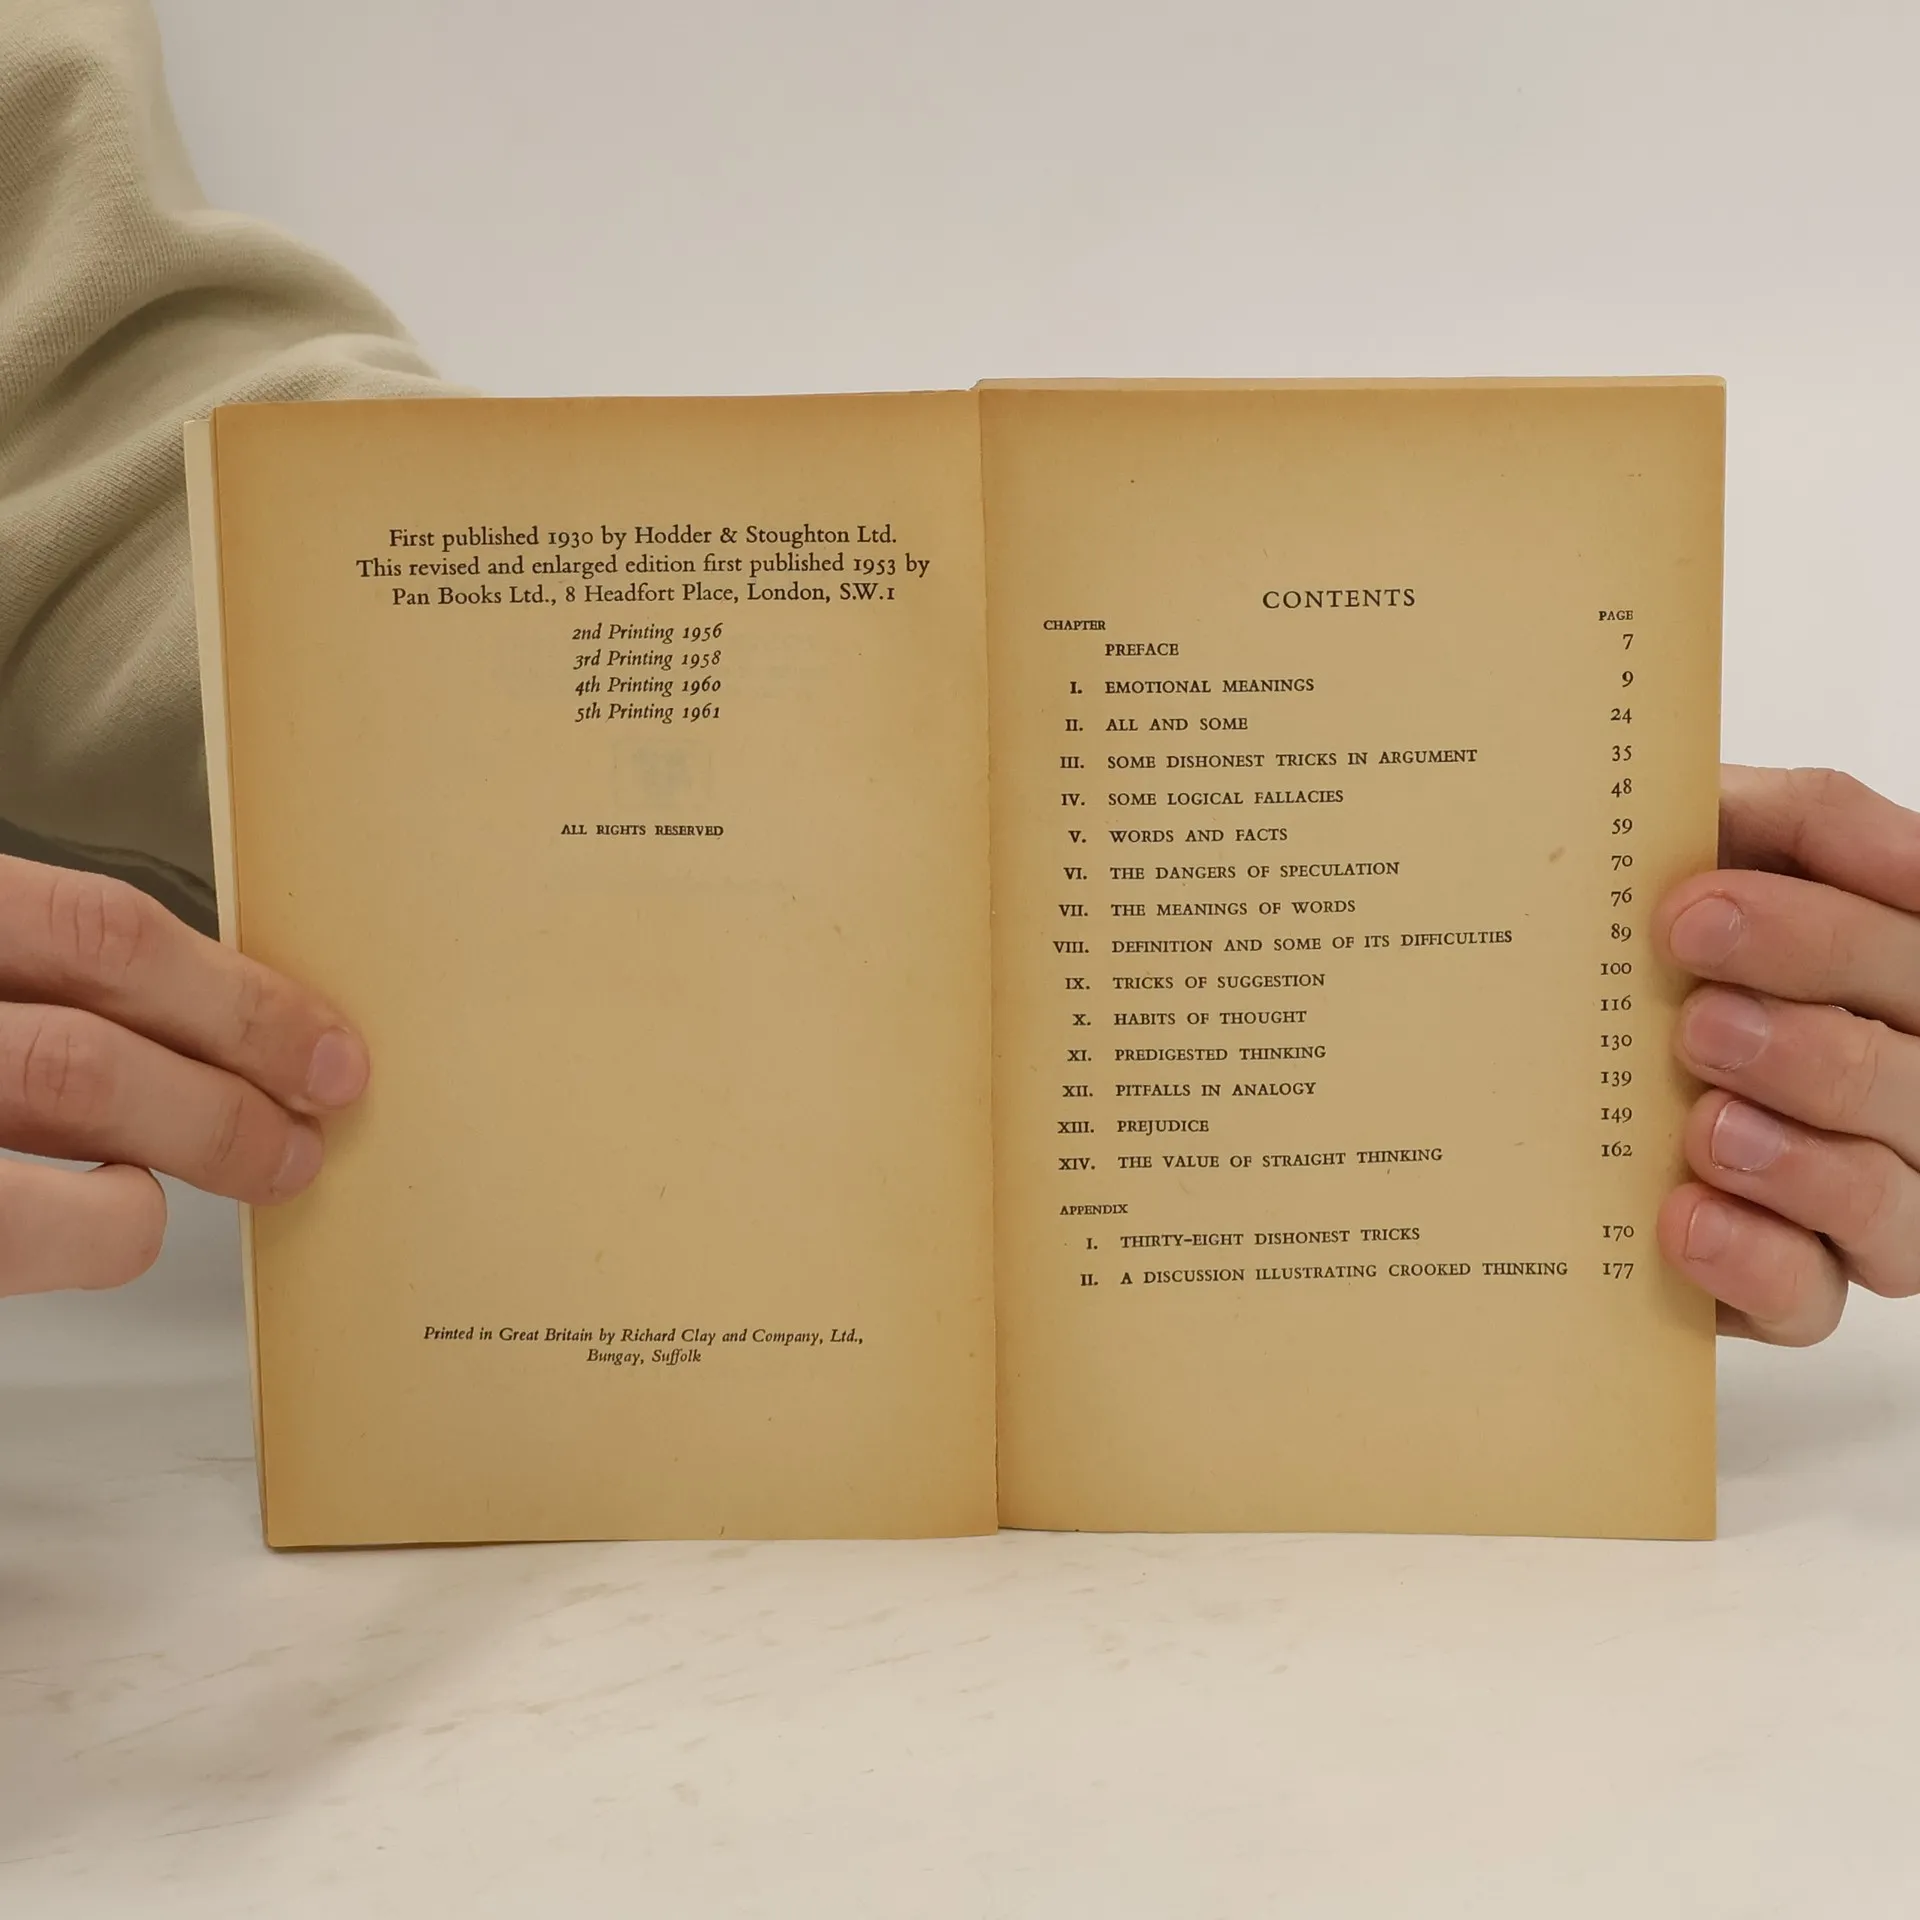 First published 1930 by Hodder & Stoughton Ltd.
This revised and enlarged edition first published 1953 by
Pan Books Ltd., 8 Headfort Place, London, S.W.1
2nd Printing 1956
3rd Printing 1958
4th Printing 1960
5th Printing 1961
ALL RIGHTS RESERVED
Printed in Great Britain by Richard Clay and Company, Ltd.,
Bungay, Suffolk
CONTENTS
CHAPTER PAGE
PREFACE 7
I. EMOTIONAL MEANINGS 9
II. ALL AND SOME 24
III. SOME DISHONEST TRICKS IN ARGUMENT 35
IV. SOME LOGICAL FALLACIES 48
V. WORDS AND FACTS 59
VI. THE DANGERS OF SPECULATION 70
VII. THE MEANINGS OF WORDS 76
VIII. DEFINITION AND SOME OF ITS DIFFICULTIES 89
IX. TRICKS OF SUGGESTION 100
X. HABITS OF THOUGHT 116
XI. PREDIGESTED THINKING 130
XII. PITFALLS IN ANALOGY 139
XIII. PREJUDICE 149
XIV. THE VALUE OF STRAIGHT THINKING 162
APPENDIX
I. THIRTY-EIGHT DISHONEST TRICKS 170
II. A DISCUSSION ILLUSTRATING CROOKED THINKING 177